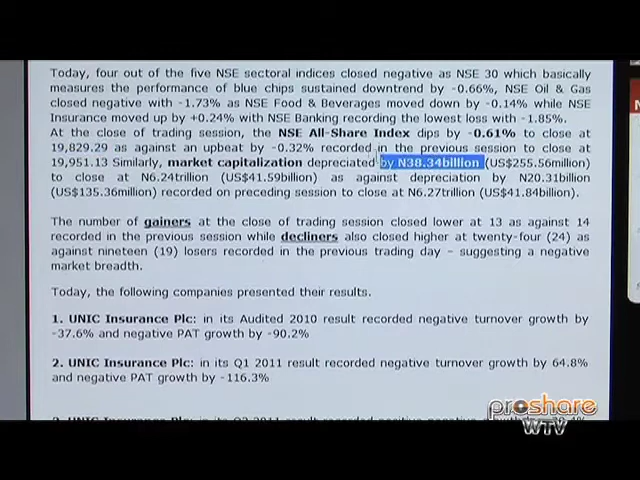 Today, four out of the five NSE sectoral indices closed negative as NSE 30 which basically
measures the performance of blue chips sustained downtrend by -0.66%, NSE Oil & Gas
closed negative with -1.73% as NSE Food & Beverages moved down by -0.14% while NSE
Insurance moved up by +0.24% with NSE Banking recording the lowest loss with -1.85%.
At the close of trading session, the NSE All-Share Index dips by -0.61% to close at
19,829.29 as against an upbeat by -0.32% recorded in the previous session to close at
19,951.13 Similarly, market capitalization depreciated by N38.34billion (US$255.56million)
to close at N6.24trillion (US$41.59billion) as against depreciation by N20.31billion
(US$135.36million) recorded on preceding session to close at N6.27trillion (US$41.84billion).
The number of gainers at the close of trading session closed lower at 13 as against 14
recorded in the previous session while decliners also closed higher at twenty-four (24) as
against nineteen (19) losers recorded in the previous trading day – suggesting a negative
market breadth.
Today, the following companies presented their results.
1. UNIC Insurance Plc: in its Audited 2010 result recorded negative turnover growth by
-37.6% and negative PAT growth by -90.2%
2. UNIC Insurance Plc: in its Q1 2011 result recorded negative turnover growth by 64.8%
and negative PAT growth by -116.3%
UNIC Insurance Plc: in its
proshare
WTV